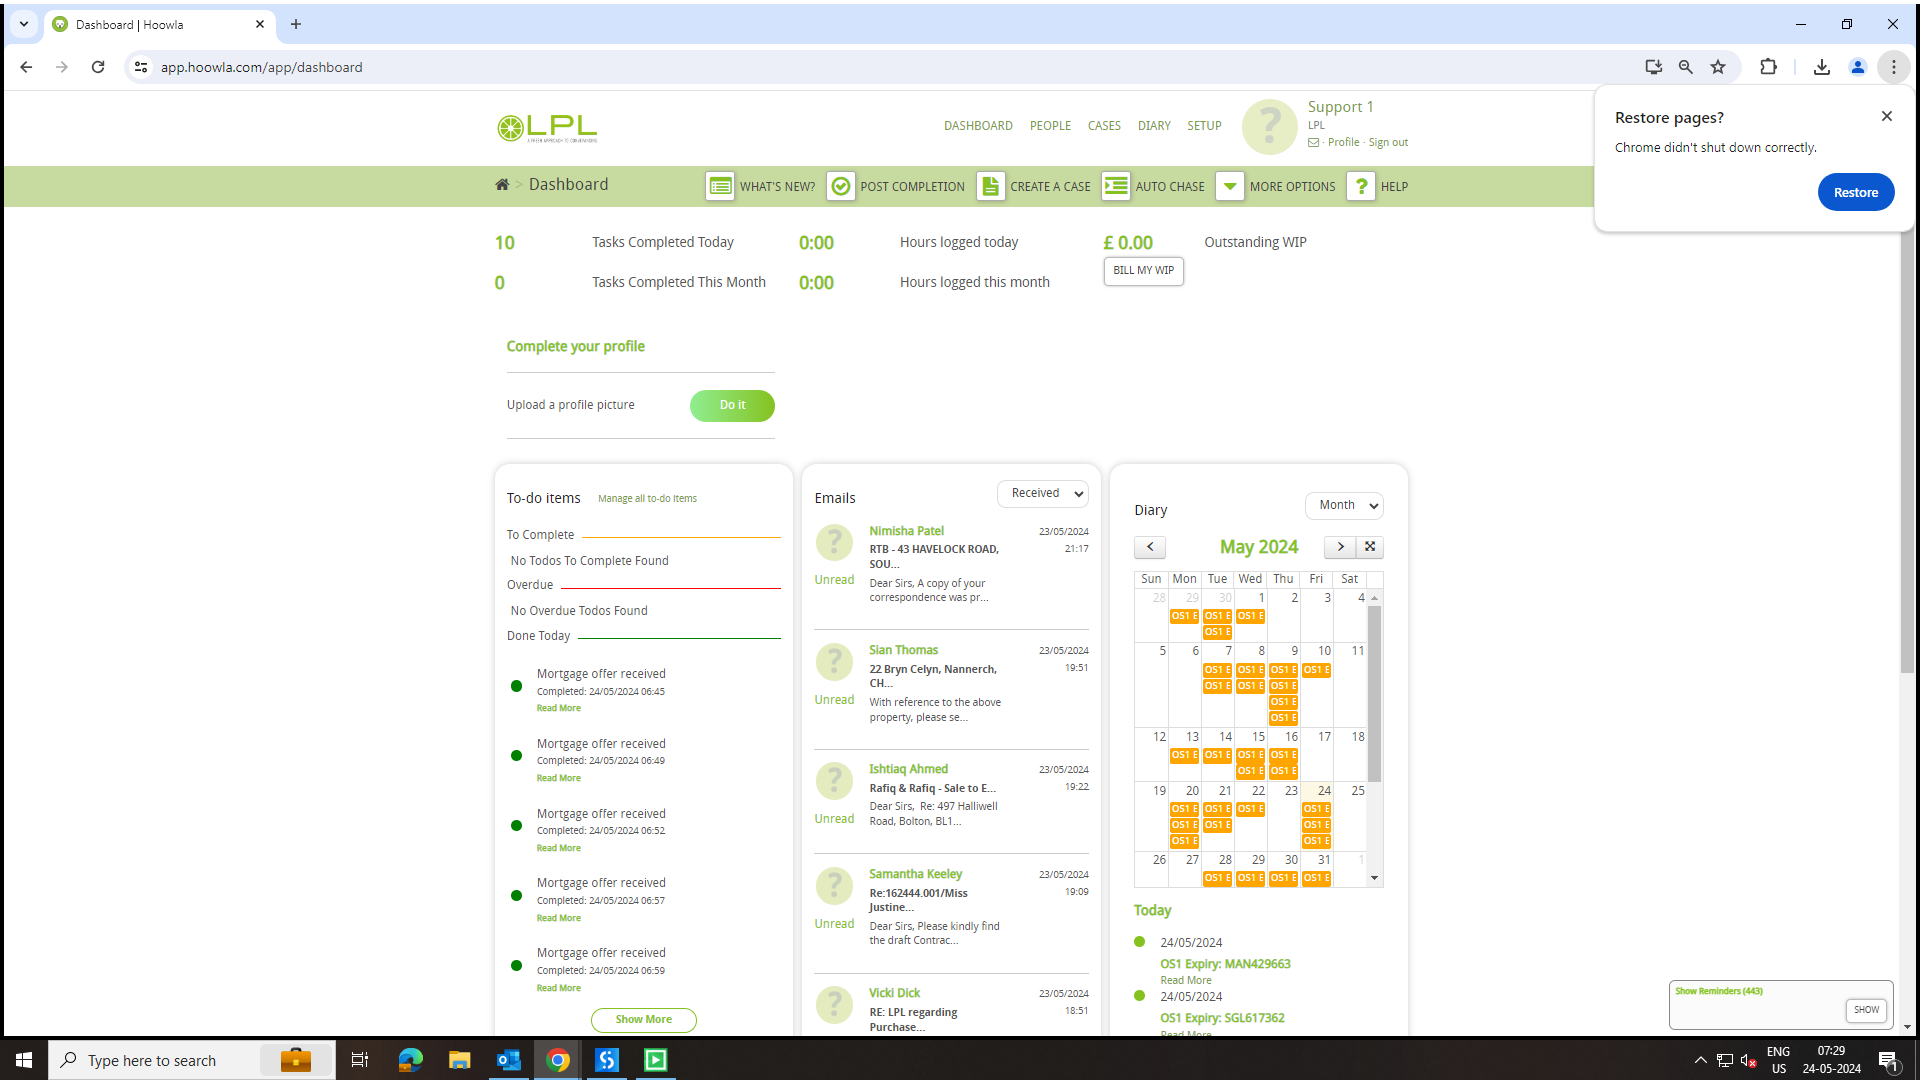 Dashboard | Hoowla
app.hoowla.com/app/dashboard
Restore pages?
Chrome didn't shut down correctly.
Restore
LPL
A FRESH APPROACH TO CONVEYANCING
DASHBOARD PEOPLE CASES DIARY SETUP
Support 1
LPL
· Profile · Sign out
> Dashboard
WHAT'S NEW? POST COMPLETION CREATE A CASE AUTO CHASE MORE OPTIONS HELP
10 Tasks Completed Today 0:00 Hours logged today £ 0.00 Outstanding WIP
BILL MY WIP
0 Tasks Completed This Month 0:00 Hours logged this month
Complete your profile
Upload a profile picture Do it
To-do items Manage all to-do items
To Complete
No Todos To Complete Found
Overdue
No Overdue Todos Found
Done Today
Mortgage offer received
Completed: 24/05/2024 06:45
Read More
Mortgage offer received
Completed: 24/05/2024 06:49
Read More
Mortgage offer received
Completed: 24/05/2024 06:52
Read More
Mortgage offer received
Completed: 24/05/2024 06:57
Read More
Mortgage offer received
Completed: 24/05/2024 06:59
Read More
Show More
Emails Received
Nimisha Patel 23/05/2024
RTB - 43 HAVELOCK ROAD, 21:17
SOU...
Unread
Dear Sirs, A copy of your
correspondence was pr...
Sian Thomas 23/05/2024
22 Bryn Celyn, Nannerch, 19:51
CH...
Unread
With reference to the above
property, please se...
Ishtiaq Ahmed 23/05/2024
Rafiq & Rafiq - Sale to E... 19:22
Dear Sirs, Re: 497 Halliwell
Unread
Road, Bolton, BL1...
Samantha Keeley 23/05/2024
Re:162444.001/Miss 19:09
Justine...
Unread
Dear Sirs, Please kindly find
the draft Contrac...
Vicki Dick 23/05/2024
RE: LPL regarding 18:51
Purchase...
Diary Month
May 2024
Sun Mon Tue Wed Thu Fri Sat
28 29 30 1 2 3 4
OS1 E OS1 E OS1 E
OS1 E
5 6 7 8 9 10 11
OS1 E OS1 E OS1 E OS1 E
OS1 E OS1 E OS1 E
OS1 E
OS1 E
12 13 14 15 16 17 18
OS1 E OS1 E OS1 E OS1 E
OS1 E OS1 E
19 20 21 22 23 24 25
OS1 E OS1 E OS1 E OS1 E
OS1 E OS1 E OS1 E
OS1 E OS1 E
26 27 28 29 30 31 1
OS1 E OS1 E OS1 E OS1 E
Today
24/05/2024
OS1 Expiry: MAN429663
Read More
24/05/2024
OS1 Expiry: SGL617362
Read More
Show Reminders (443)
SHOW
Type here to search
ENG
US
07:29
24-05-2024
1